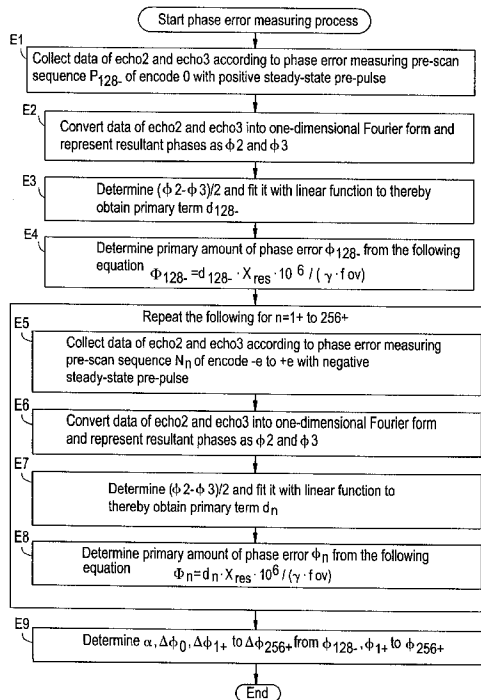 Start phase error measuring process
E1
Collect data of echo2 and echo3 according to phase error measuring pre-scan
sequence P128- of encode 0 with positive steady-state pre-pulse
E2
Convert data of echo2 and echo3 into one-dimensional Fourier form and
represent resultant phases as ϕ2 and ϕ3
E3
Determine (ϕ2-ϕ3)/2 and fit it with linear function to thereby
obtain primary term d128-
E4
Determine primary amount of phase error Φ128- from the following
equation Φ128- =d128- · Xres · 10^6 / (γ · fov)
Repeat the following for n=1+ to 256+
E5
Collect data of echo2 and echo3 according to phase error measuring
pre-scan sequence Nn of encode -e to +e with negative
steady-state pre-pulse
E6
Convert data of echo2 and echo3 into one-dimensional Fourier form
and represent resultant phases as ϕ2 and ϕ3
E7
Determine (ϕ2-ϕ3)/2 and fit it with linear function to
thereby obtain primary term dn
E8
Determine primary amount of phase error Φn from the following
equation Φn=dn · Xres · 10^6 /(γ · fov)
E9
Determine α, Δϕ0, Δϕ1+ to Δϕ256+ from ϕ128-, ϕ1+ to ϕ256+
End